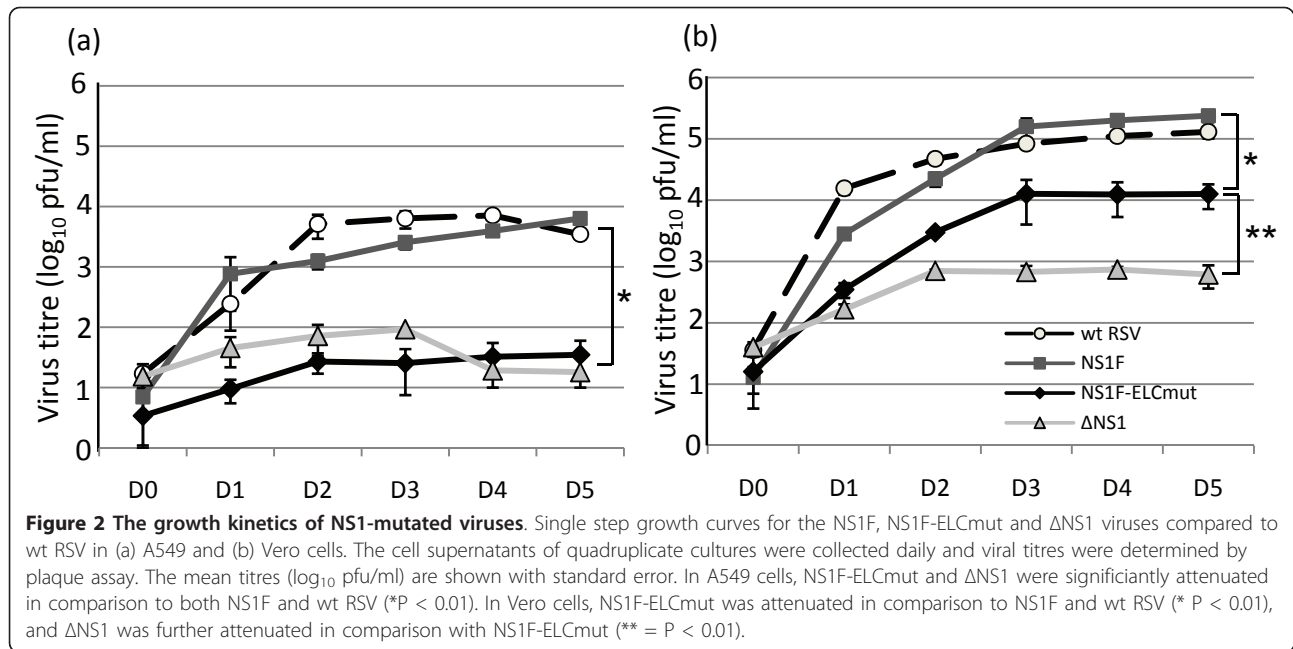 (a)
6
5
4
3
2
1
0
Virus titre (log10 pfu/ml)
D0 D1 D2 D3 D4 D5
*
(b)
6
5
4
3
2
1
0
Virus titre (log10 pfu/ml)
D0 D1 D2 D3 D4 D5
*
**
wt RSV
NS1F
NS1F-ELCmut
ΔNS1
Figure 2 The growth kinetics of NS1-mutated viruses. Single step growth curves for the NS1F, NS1F-ELCmut and ΔNS1 viruses compared to
wt RSV in (a) A549 and (b) Vero cells. The cell supernatants of quadruplicate cultures were collected daily and viral titres were determined by
plaque assay. The mean titres (log10 pfu/ml) are shown with standard error. In A549 cells, NS1F-ELCmut and ΔNS1 were significantly attenuated
in comparison to both NS1F and wt RSV (*P < 0.01). In Vero cells, NS1F-ELCmut was attenuated in comparison to NS1F and wt RSV (* P < 0.01),
and ΔNS1 was further attenuated in comparison with NS1F-ELCmut (** = P < 0.01).